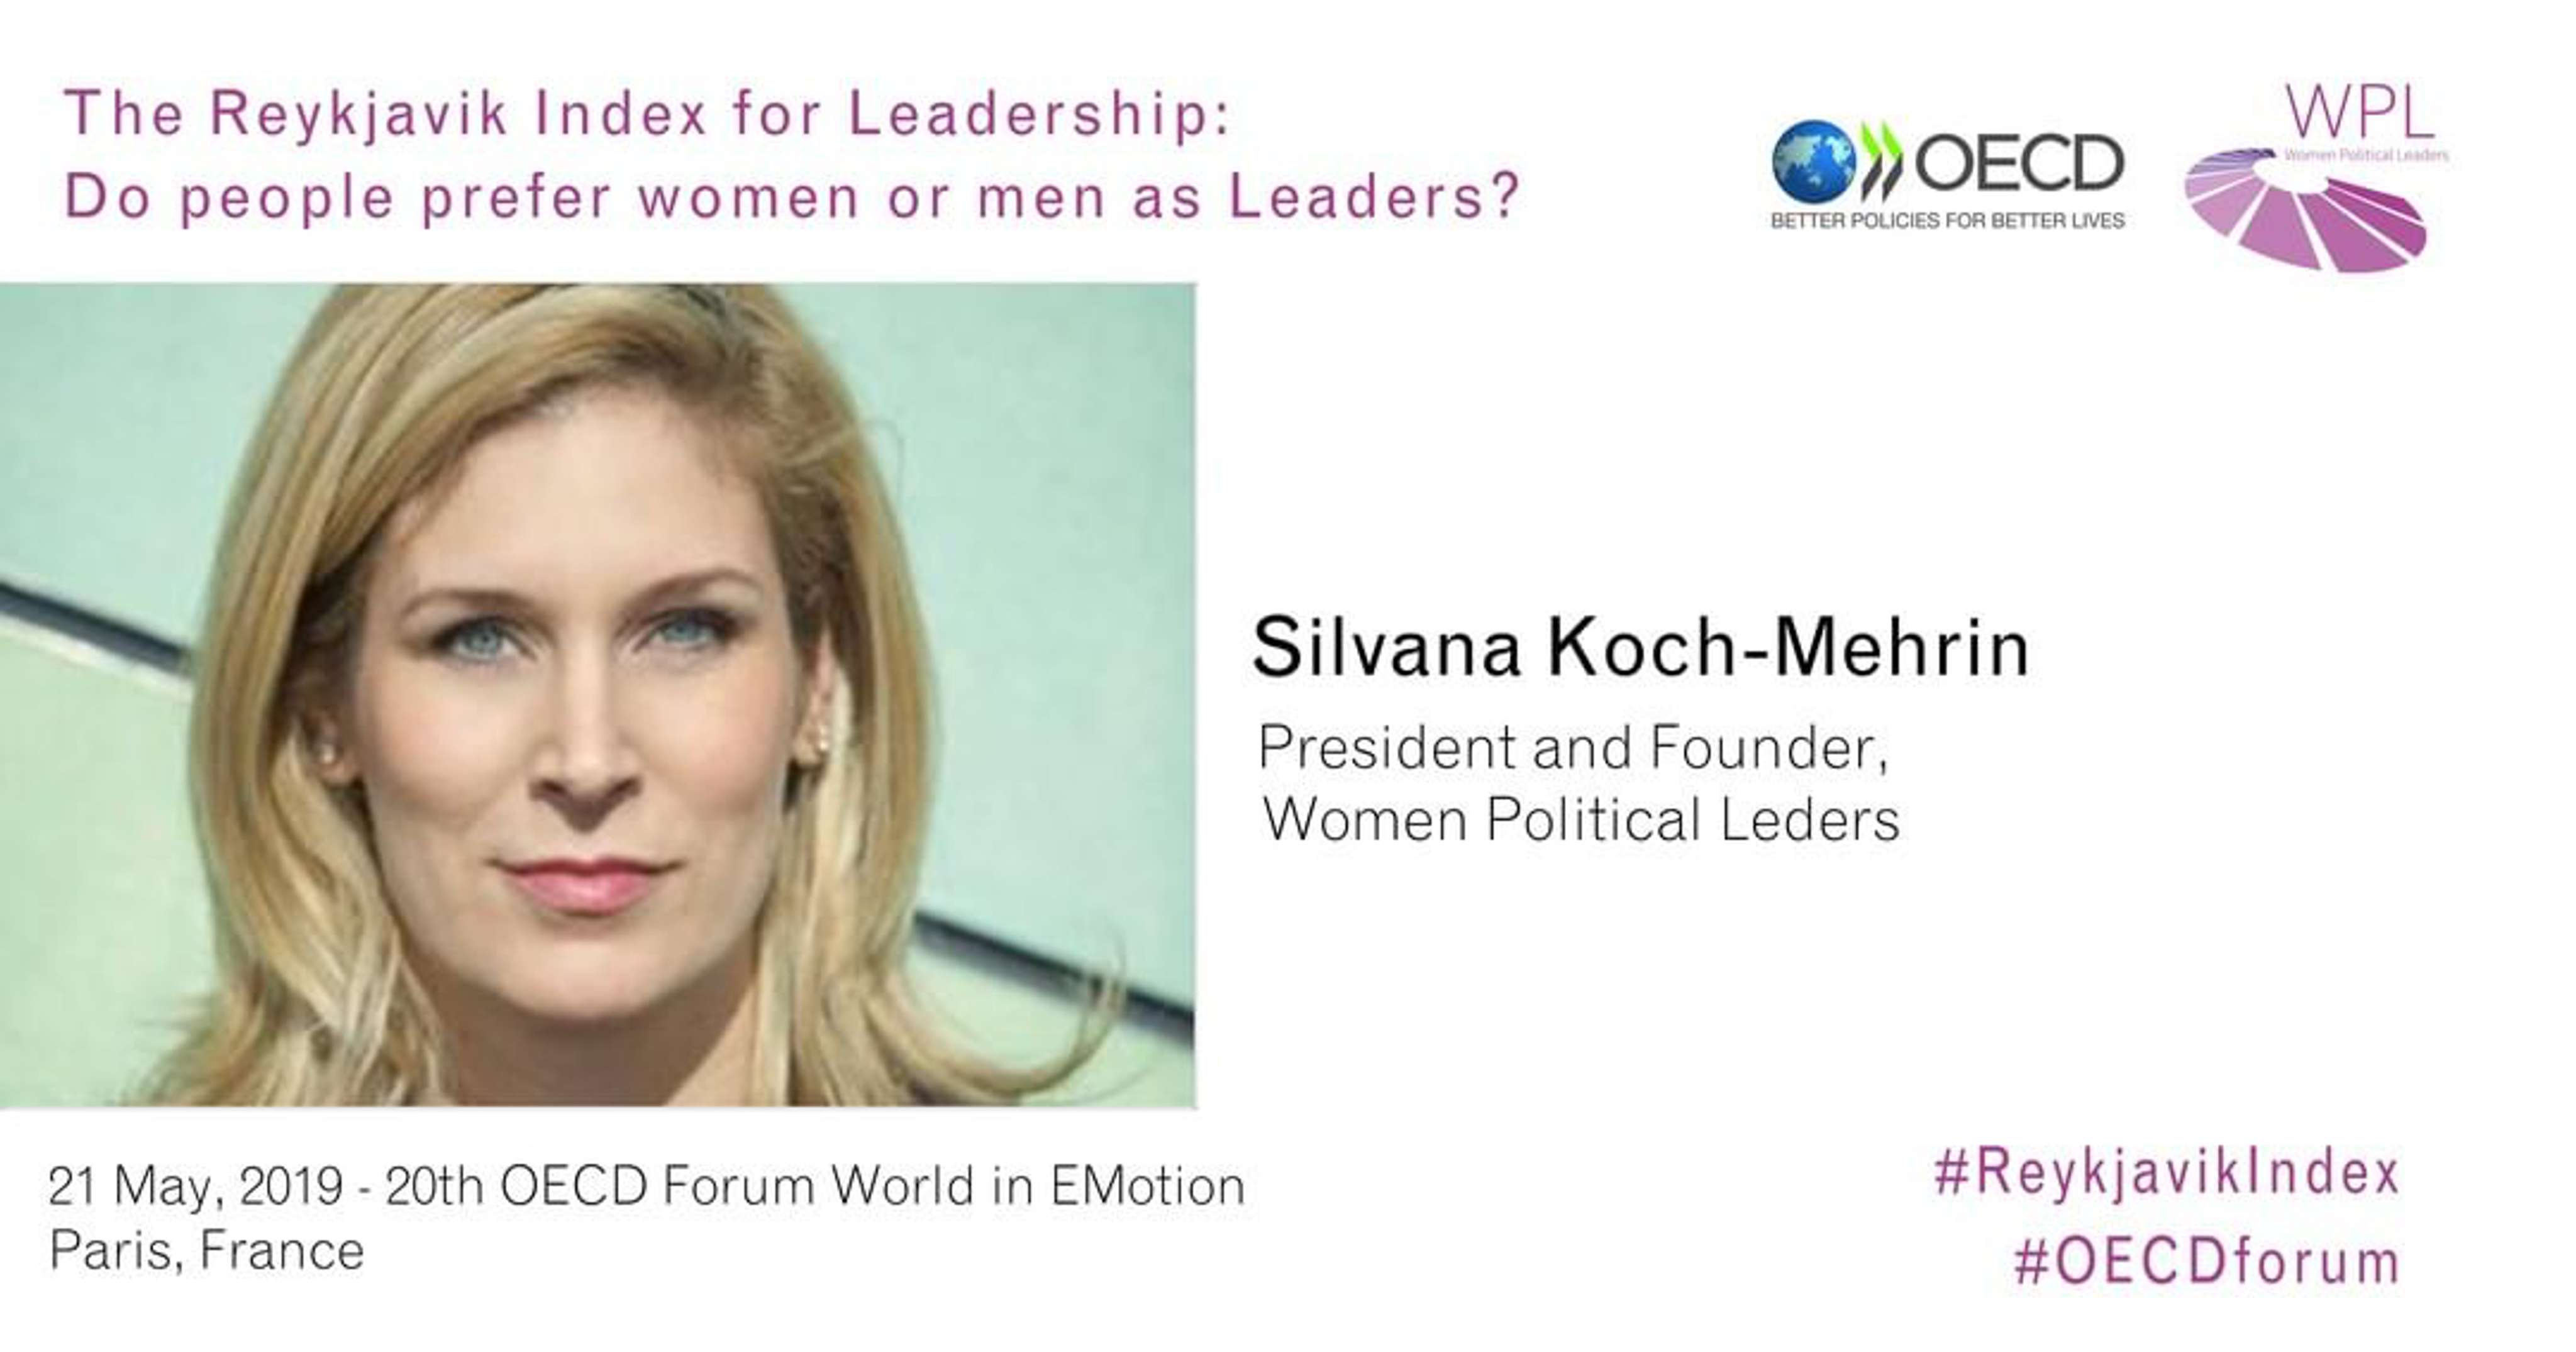 The Reykjavik Index for Leadership:
Do people prefer women or men as Leaders?
OECD
BETTER POLICIES FOR BETTER LIVES
WPL
Women Political Leaders
Silvana Koch-Mehrin
President and Founder,
Women Political Leders
21 May, 2019 - 20th OECD Forum World in EMotion
Paris, France
#ReykjavikIndex
#OECDforum